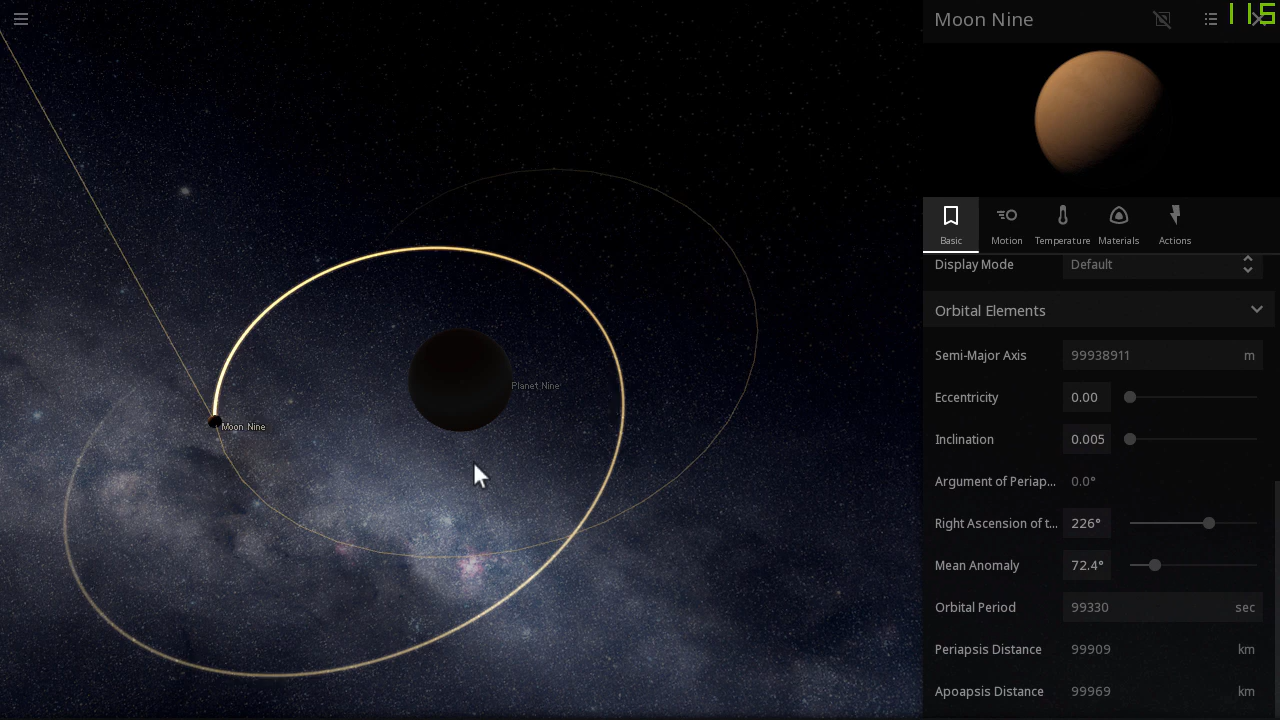 Moon Nine
115
Basic
Motion
Temperature
Materials
Actions
Display Mode
Default
Orbital Elements
Semi-Major Axis
99938911 m
Eccentricity
0.00
Inclination
0.005
Argument of Periap...
0.0°
Right Ascension of t...
226°
Mean Anomaly
72.4°
Orbital Period
99330 sec
Periapsis Distance
99909 km
Apoapsis Distance
99969 km
Planet Nine
Moon Nine